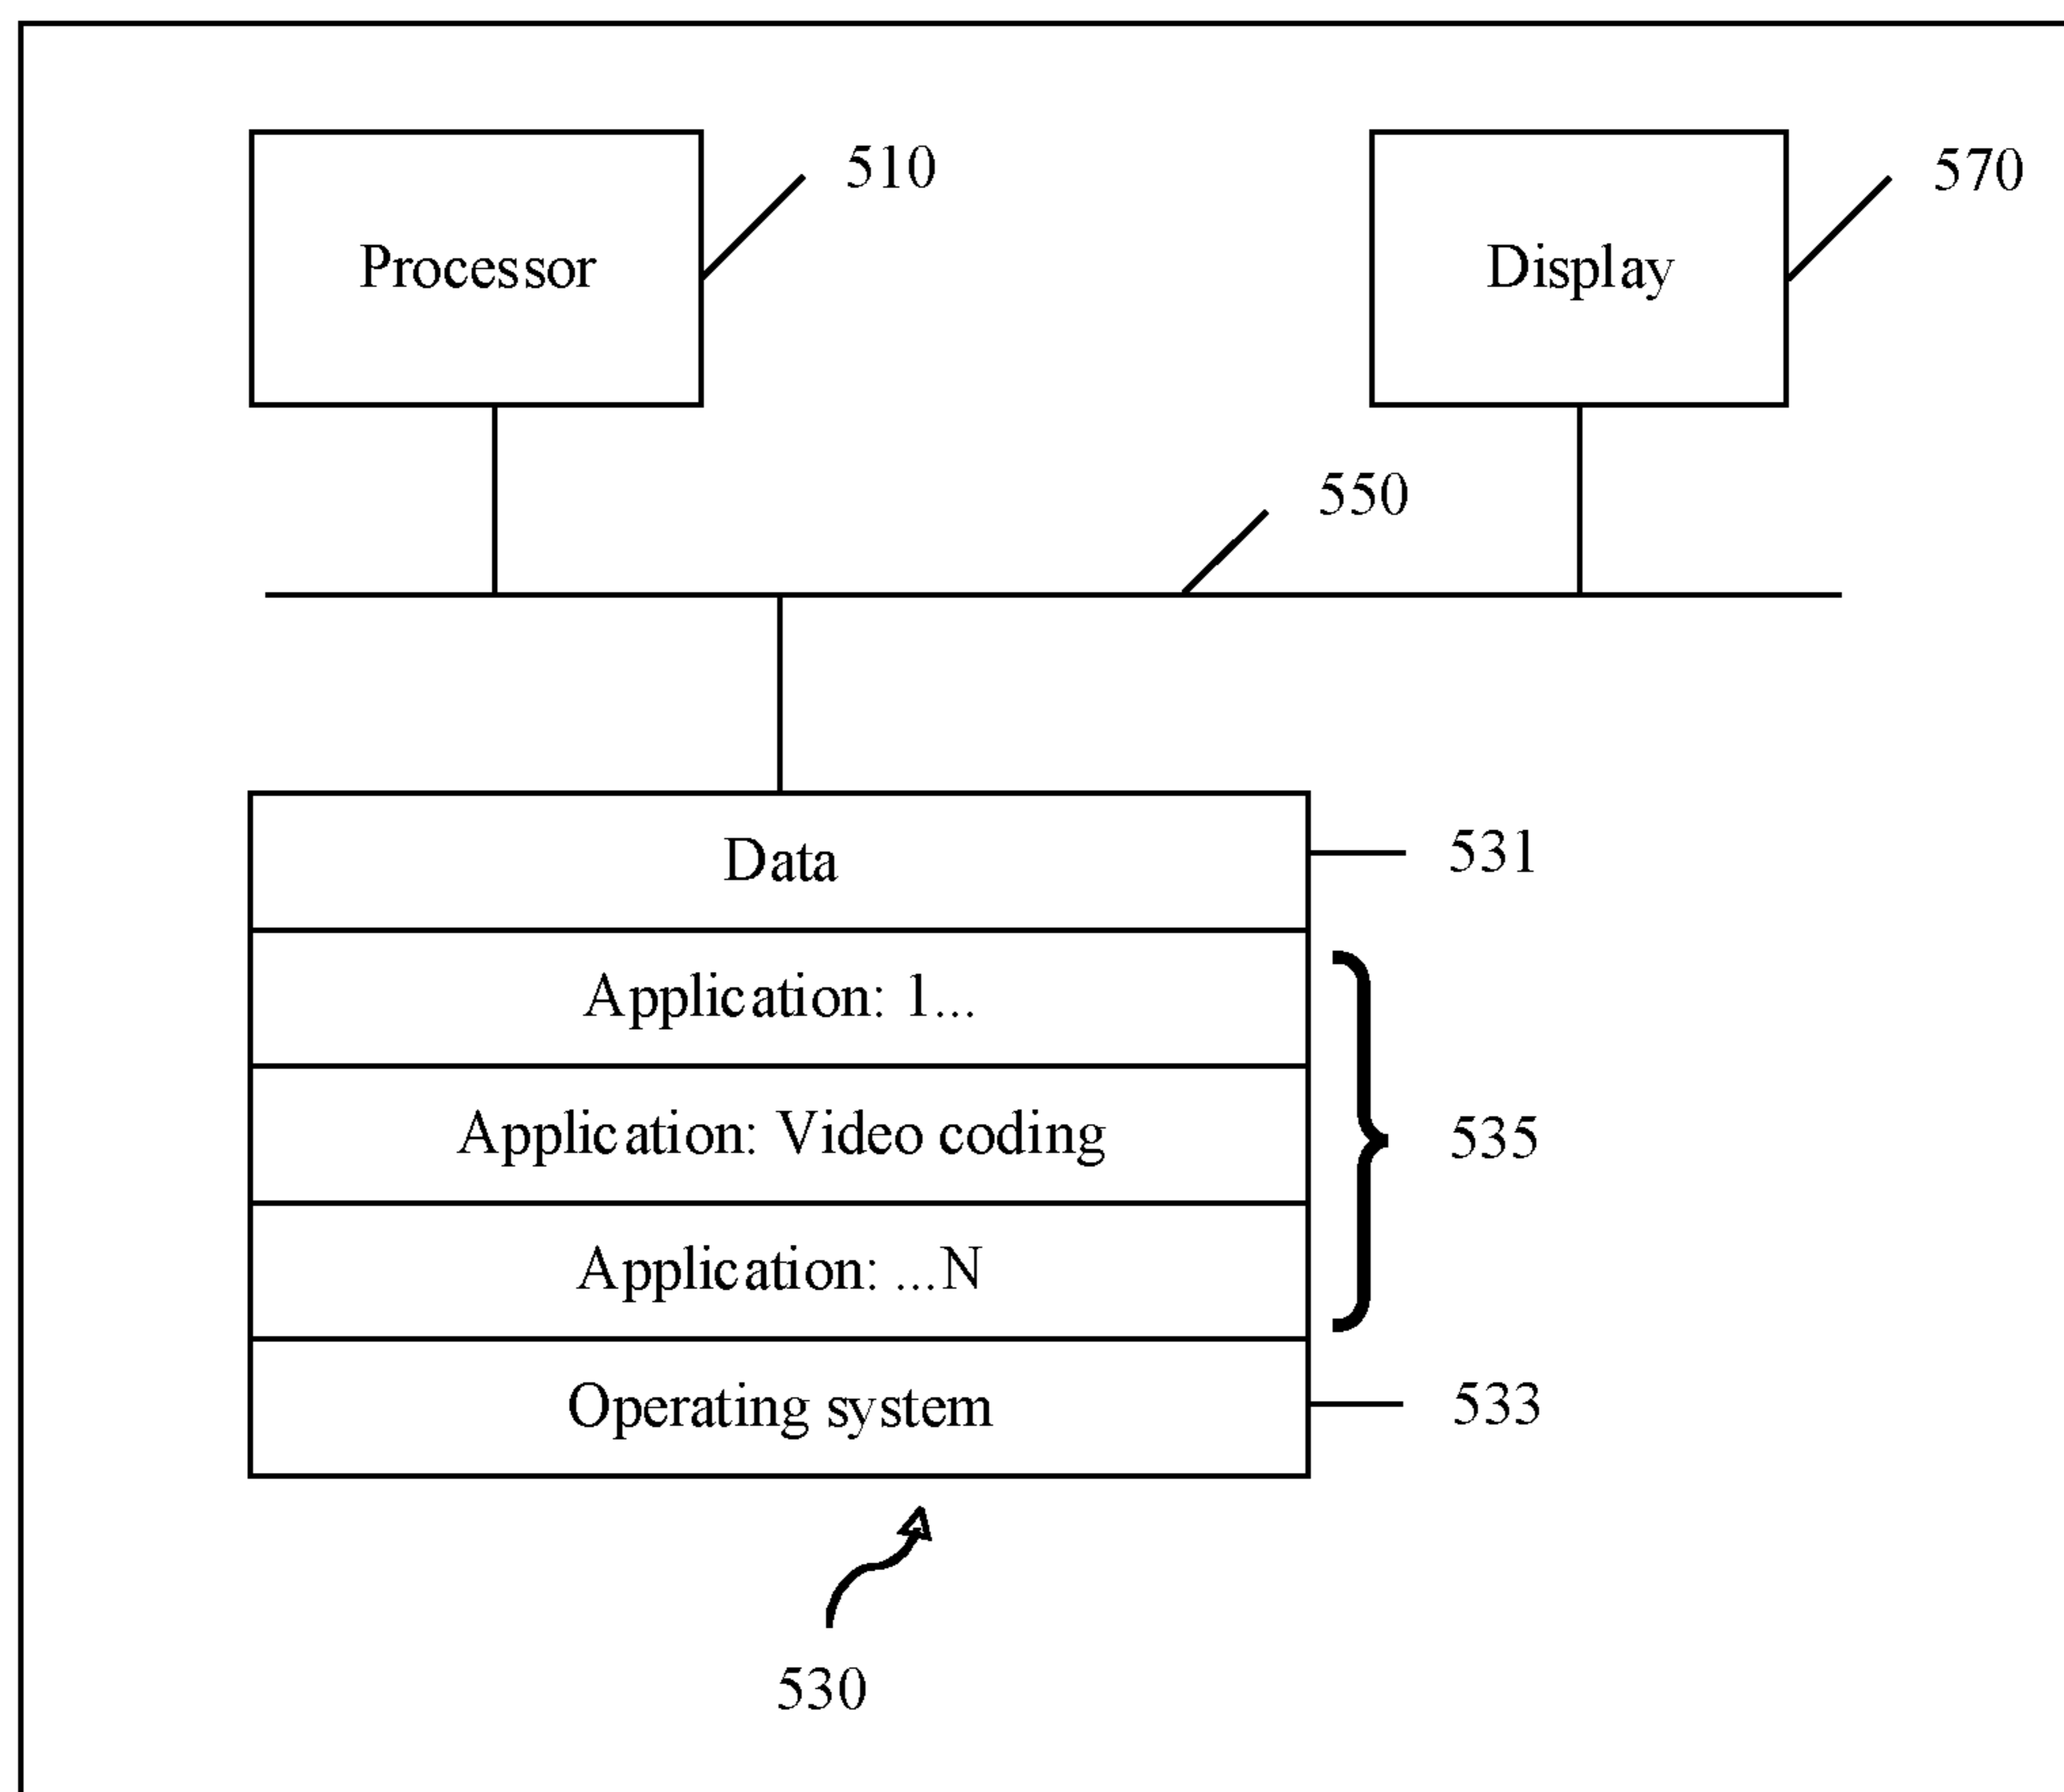 510
570
Processor
Display
550
Data
531
Application: 1...
Application: Video coding
535
Application: ...N
Operating system
533
530